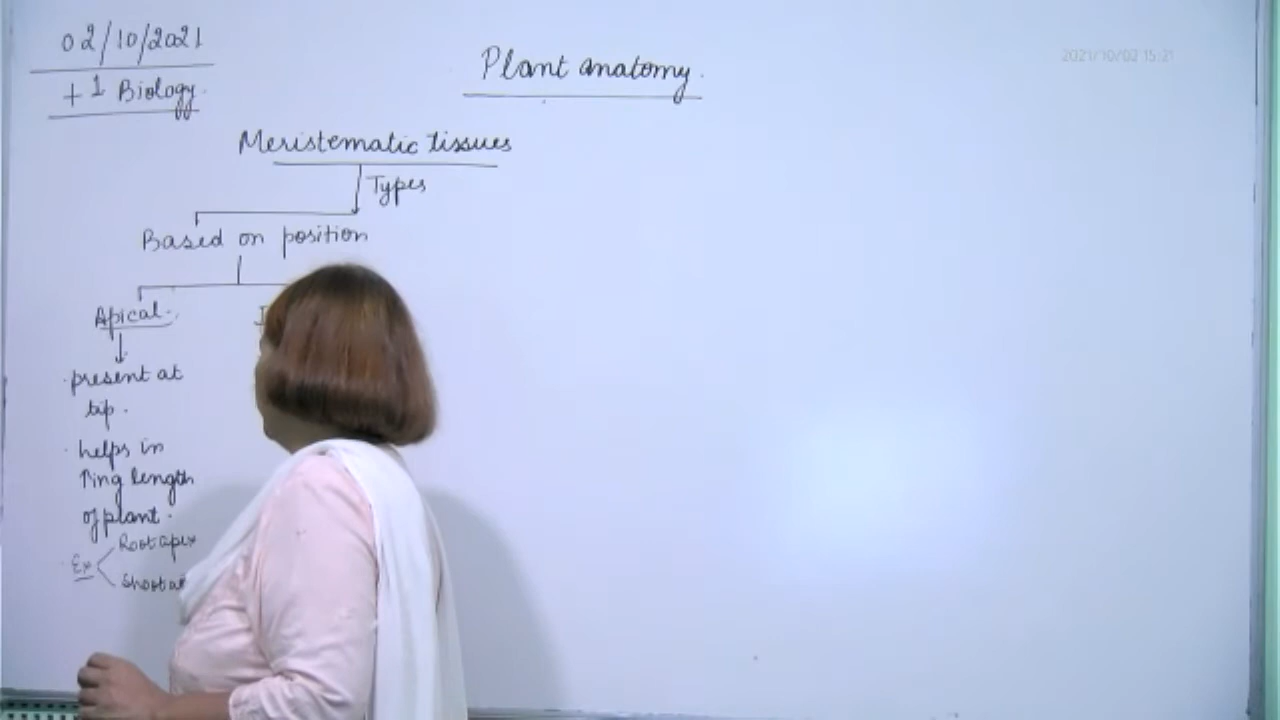 02/10/2021
+1 Biology.
Plant anatomy.
2021/10/02 15:21
Meristematic tissues
Types
Based on position
Apical.
· present at
tip.
· helps in
↑ing length
of plant.
· Ex Root apex
Shoot